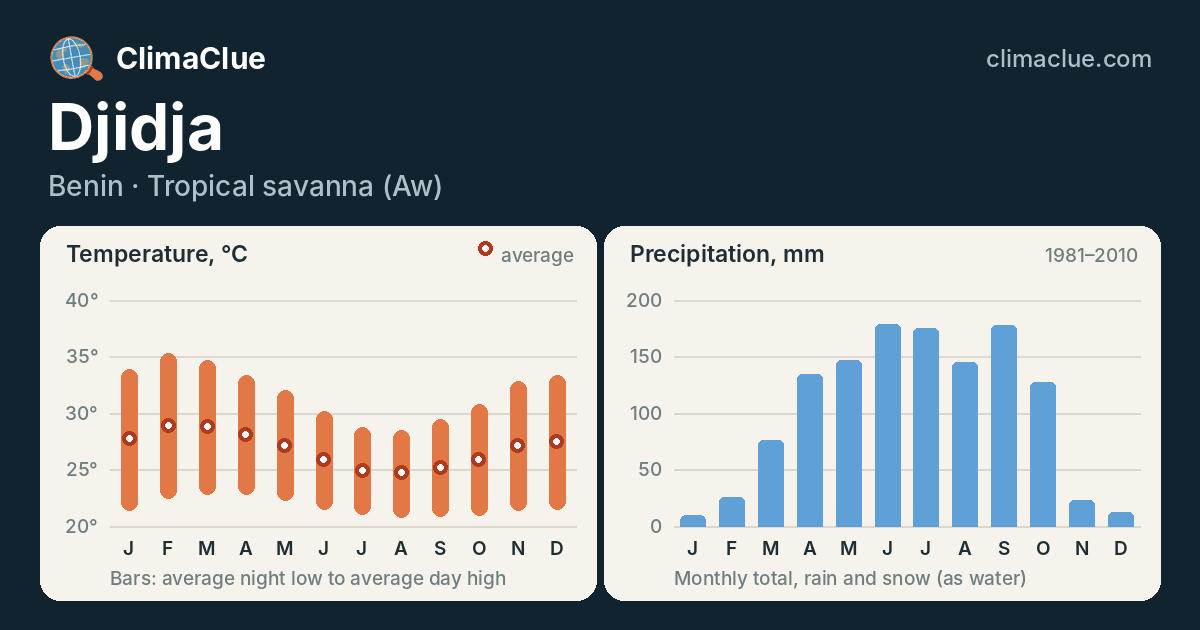 ClimaClue
climaclue.com
Djidja
Benin · Tropical savanna (Aw)
Temperature, °C
average
40°
35°
30°
25°
20°
J F M A M J J A S O N D
Bars: average night low to average day high
Precipitation, mm
1981–2010
200
150
100
50
0
J F M A M J J A S O N D
Monthly total, rain and snow (as water)